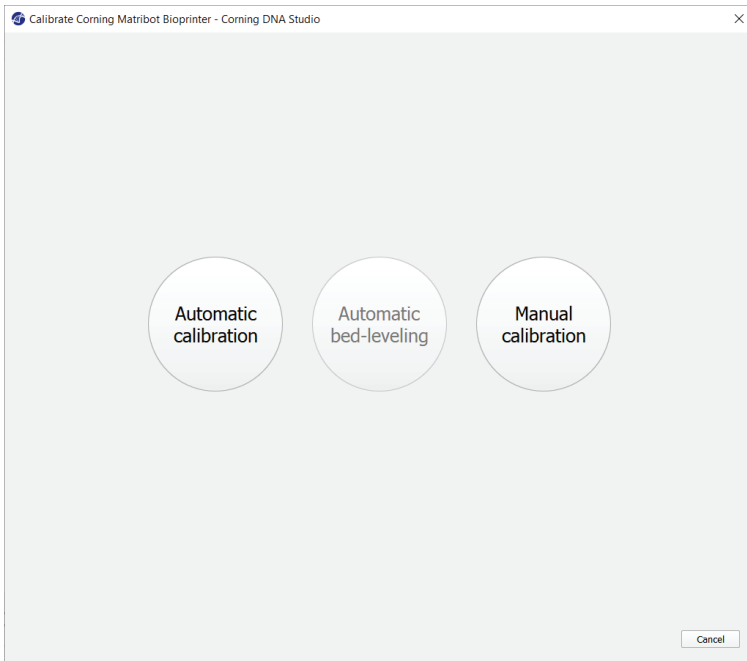 Calibrate Corning Matribot Bioprinter - Corning DNA Studio
Automatic
calibration
Automatic
bed-leveling
Manual
calibration
Cancel